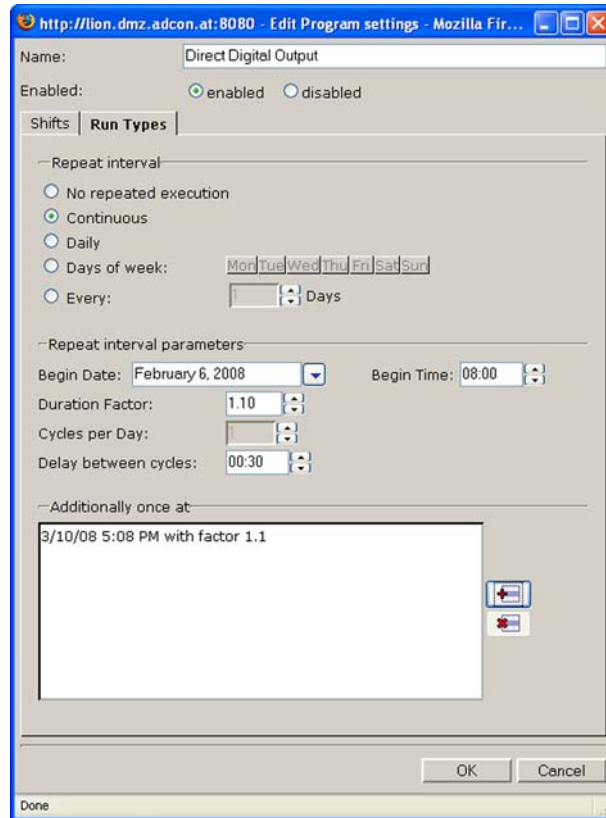 http://lion.dmz.adcon.at:8080 - Edit Program settings - Mozilla Fir...
Name: Direct Digital Output
Enabled: enabled disabled
Shifts Run Types
Repeat interval
No repeated execution
Continuous
Daily
Days of week: Mon Tue Wed Thu Fri Sat Sun
Every: 1 Days
Repeat interval parameters
Begin Date: February 6, 2008 Begin Time: 08:00
Duration Factor: 1.10
Cycles per Day: 1
Delay between cycles: 00:30
Additionally once at
3/10/08 5:08 PM with factor 1.1
OK Cancel
Done